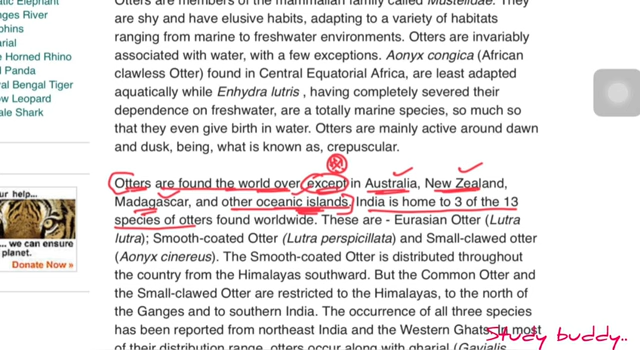 atic Elephant
nges River
phins
arial
e Horned Rhino
d Panda
yal Bengal Tiger
ow Leopard
ale Shark
ur help...
... we can ensure
planet.
Donate Now »
Otters are members of the mammalian family called Mustelidae. They
are shy and have elusive habits, adapting to a variety of habitats
ranging from marine to freshwater environments. Otters are invariably
associated with water, with a few exceptions. Aonyx congica (African
clawless Otter) found in Central Equatorial Africa, are least adapted
aquatically while Enhydra lutris , having completely severed their
dependence on freshwater, are a totally marine species, so much so
that they even give birth in water. Otters are mainly active around dawn
and dusk, being, what is known as, crepuscular.
Otters are found the world over except in Australia, New Zealand,
Madagascar, and other oceanic islands. India is home to 3 of the 13
species of otters found worldwide. These are - Eurasian Otter (Lutra
lutra); Smooth-coated Otter (Lutra perspicillata) and Small-clawed otter
(Aonyx cinereus). The Smooth-coated Otter is distributed throughout
the country from the Himalayas southward. But the Common Otter and
the Small-clawed Otter are restricted to the Himalayas, to the north of
the Ganges and to southern India. The occurrence of all three species
has been reported from northeast India and the Western Ghats. In most
of their distribution range, otters occur along with gharial (Gavialis
Study buddy..